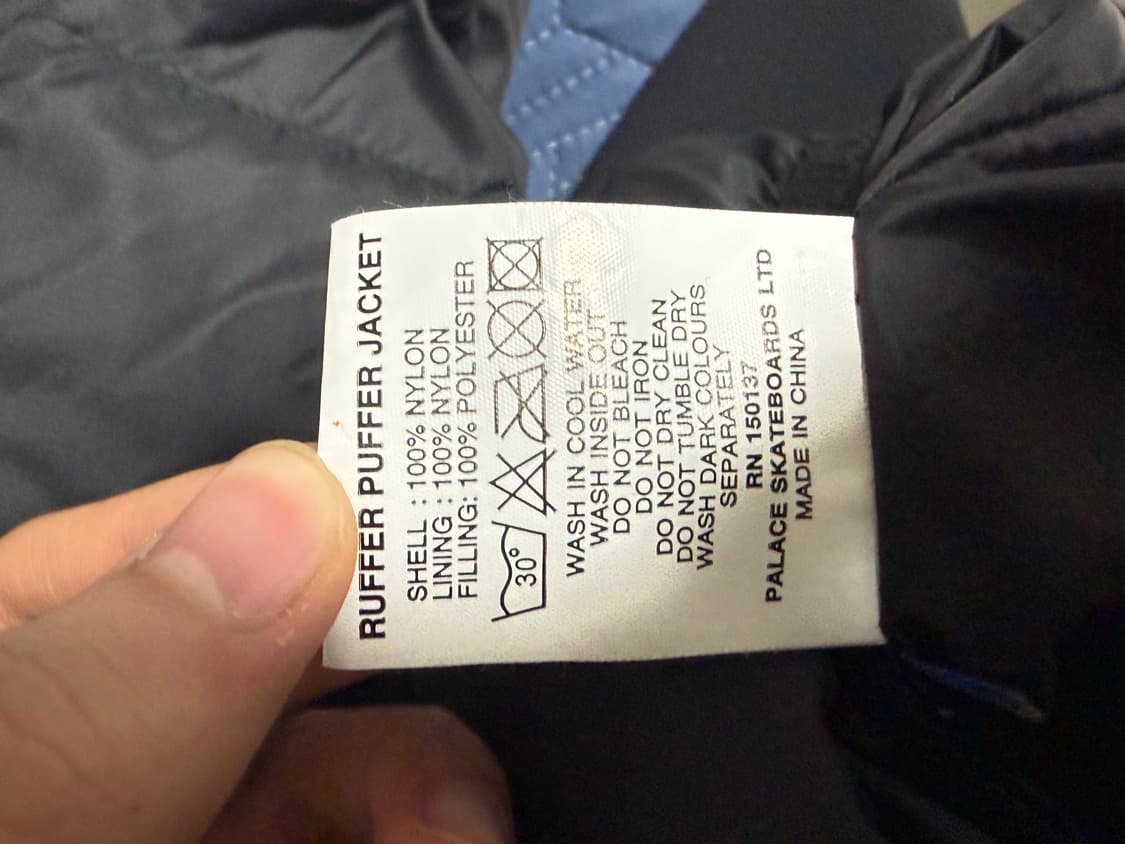 RUFFER PUFFER JACKET
SHELL : 100% NYLON
LINING : 100% NYLON
FILLING: 100% POLYESTER
30°
WASH IN COOL WATER
WASH INSIDE OUT
DO NOT BLEACH
DO NOT IRON
DO NOT DRY CLEAN
DO NOT TUMBLE DRY
WASH DARK COLOURS
SEPARATELY
RN 150137
PALACE SKATEBOARDS LTD
MADE IN CHINA